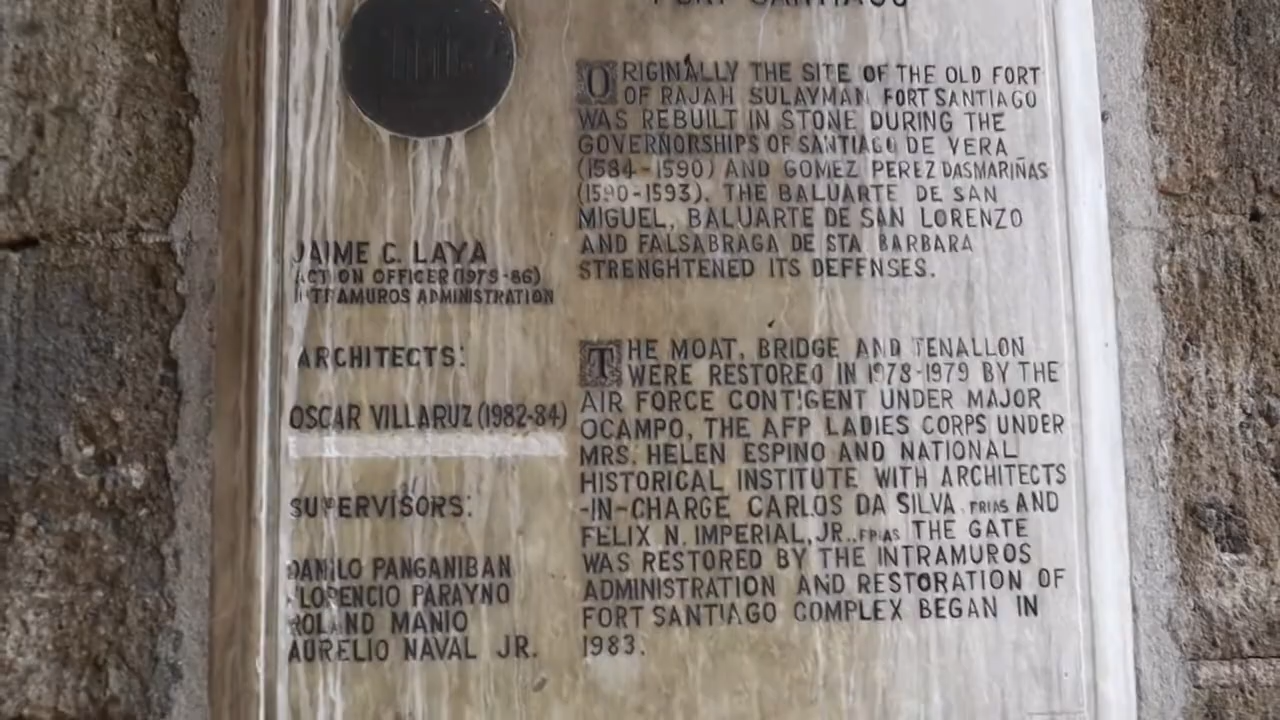 FORT SANTIAGO
JAIME C. LAYA
ACTION OFFICER (1975-86)
INTRAMUROS ADMINISTRATION
ARCHITECTS:
OSCAR VILLARUZ (1982-84)
SUPERVISORS:
DANILO PANGANIBAN
FLORENCIO PARAYNO
ROLAND MANIO
AURELIO NAVAL JR.
ORIGINALLY THE SITE OF THE OLD FORT
OF RAJAH SULAYMAN FORT SANTIAGO
WAS REBUILT IN STONE DURING THE
GOVERNORSHIPS OF SANTIAGO DE VERA
(1584-1590) AND GOMEZ PEREZ DASMARIÑAS
(1590-1593). THE BALUARTE DE SAN
MIGUEL, BALUARTE DE SAN LORENZO
AND FALSABRAGA DE STA. BARBARA
STRENGHTENED ITS DEFENSES.
THE MOAT, BRIDGE AND TENALLON
WERE RESTORED IN 1978-1979 BY THE
AIR FORCE CONTIGENT UNDER MAJOR
OCAMPO, THE AFP LADIES CORPS UNDER
MRS. HELEN ESPINO AND NATIONAL
HISTORICAL INSTITUTE WITH ARCHITECTS
-IN-CHARGE CARLOS DA SILVA, FRIAS AND
FELIX N. IMPERIAL, JR., FPIAS THE GATE
WAS RESTORED BY THE INTRAMUROS
ADMINISTRATION AND RESTORATION OF
FORT SANTIAGO COMPLEX BEGAN IN
1983.